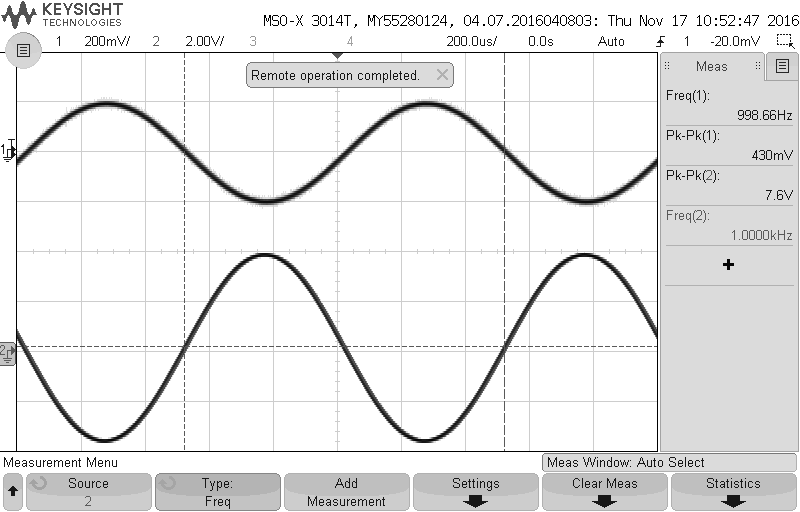 KEYSIGHT
TECHNOLOGIES
MSO-X 3014T, MY55280124, 04.07.2016040803: Thu Nov 17 10:52:47 2016
1 200mV/ 2 2.00V/ 3 4 200.0us/ 0.0s Auto 1 -20.0mV
Remote operation completed.
Meas
Freq(1):
998.66Hz
Pk-Pk(1):
430mV
Pk-Pk(2):
7.6V
Freq(2):
1.0000kHz
+
1
2
Measurement Menu
Meas Window: Auto Select
Source
2
Type:
Freq
Add
Measurement
Settings
Clear Meas
Statistics